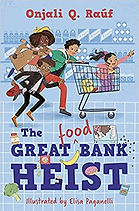 Onjali Q. Raúf
The food
GREAT BANK
HEIST
Illustrated by Elisa Paganelli